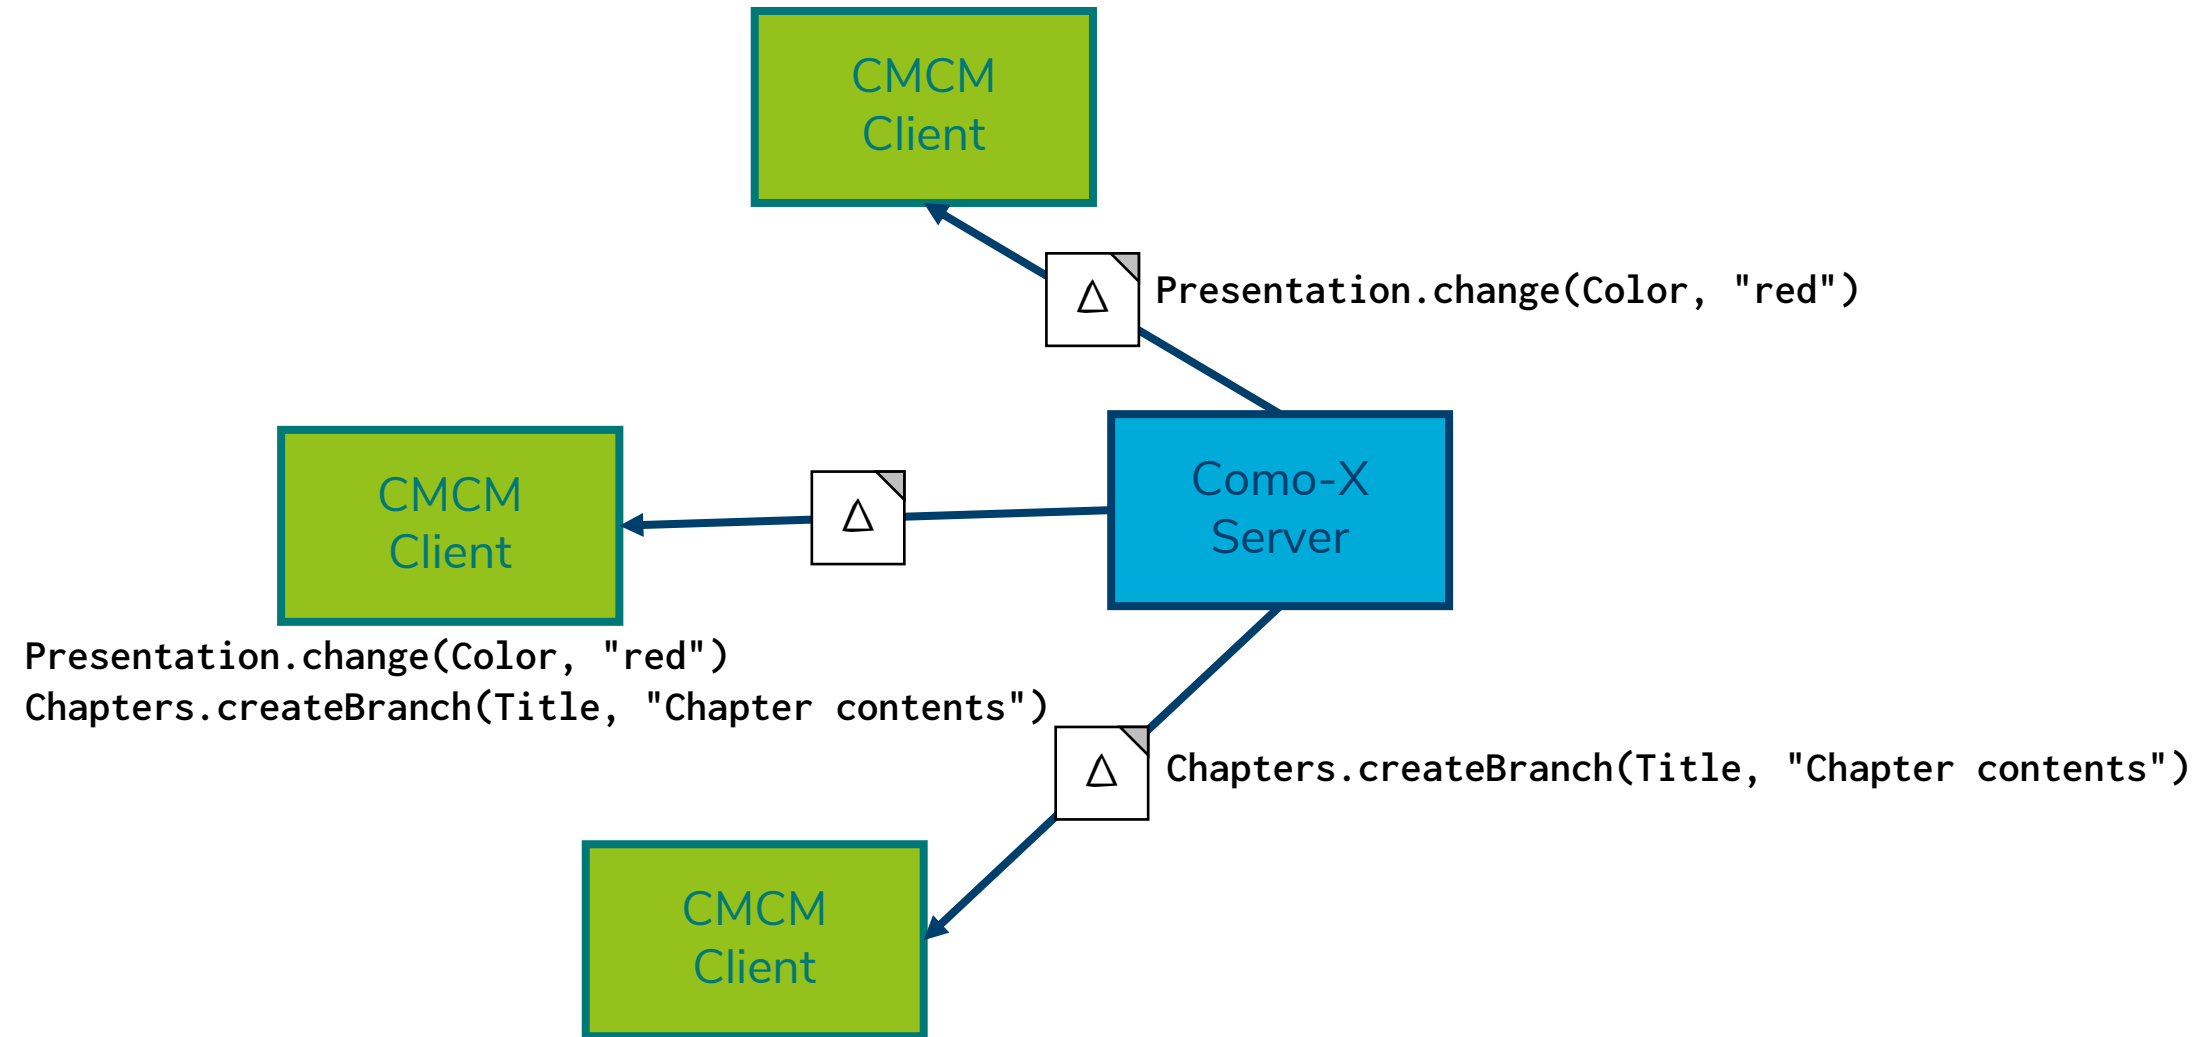 CMCM
Client
Δ
Presentation.change(Color, "red")
CMCM
Client
Δ
Como-X
Server
Presentation.change(Color, "red")
Chapters.createBranch(Title, "Chapter contents")
Δ
Chapters.createBranch(Title, "Chapter contents")
CMCM
Client